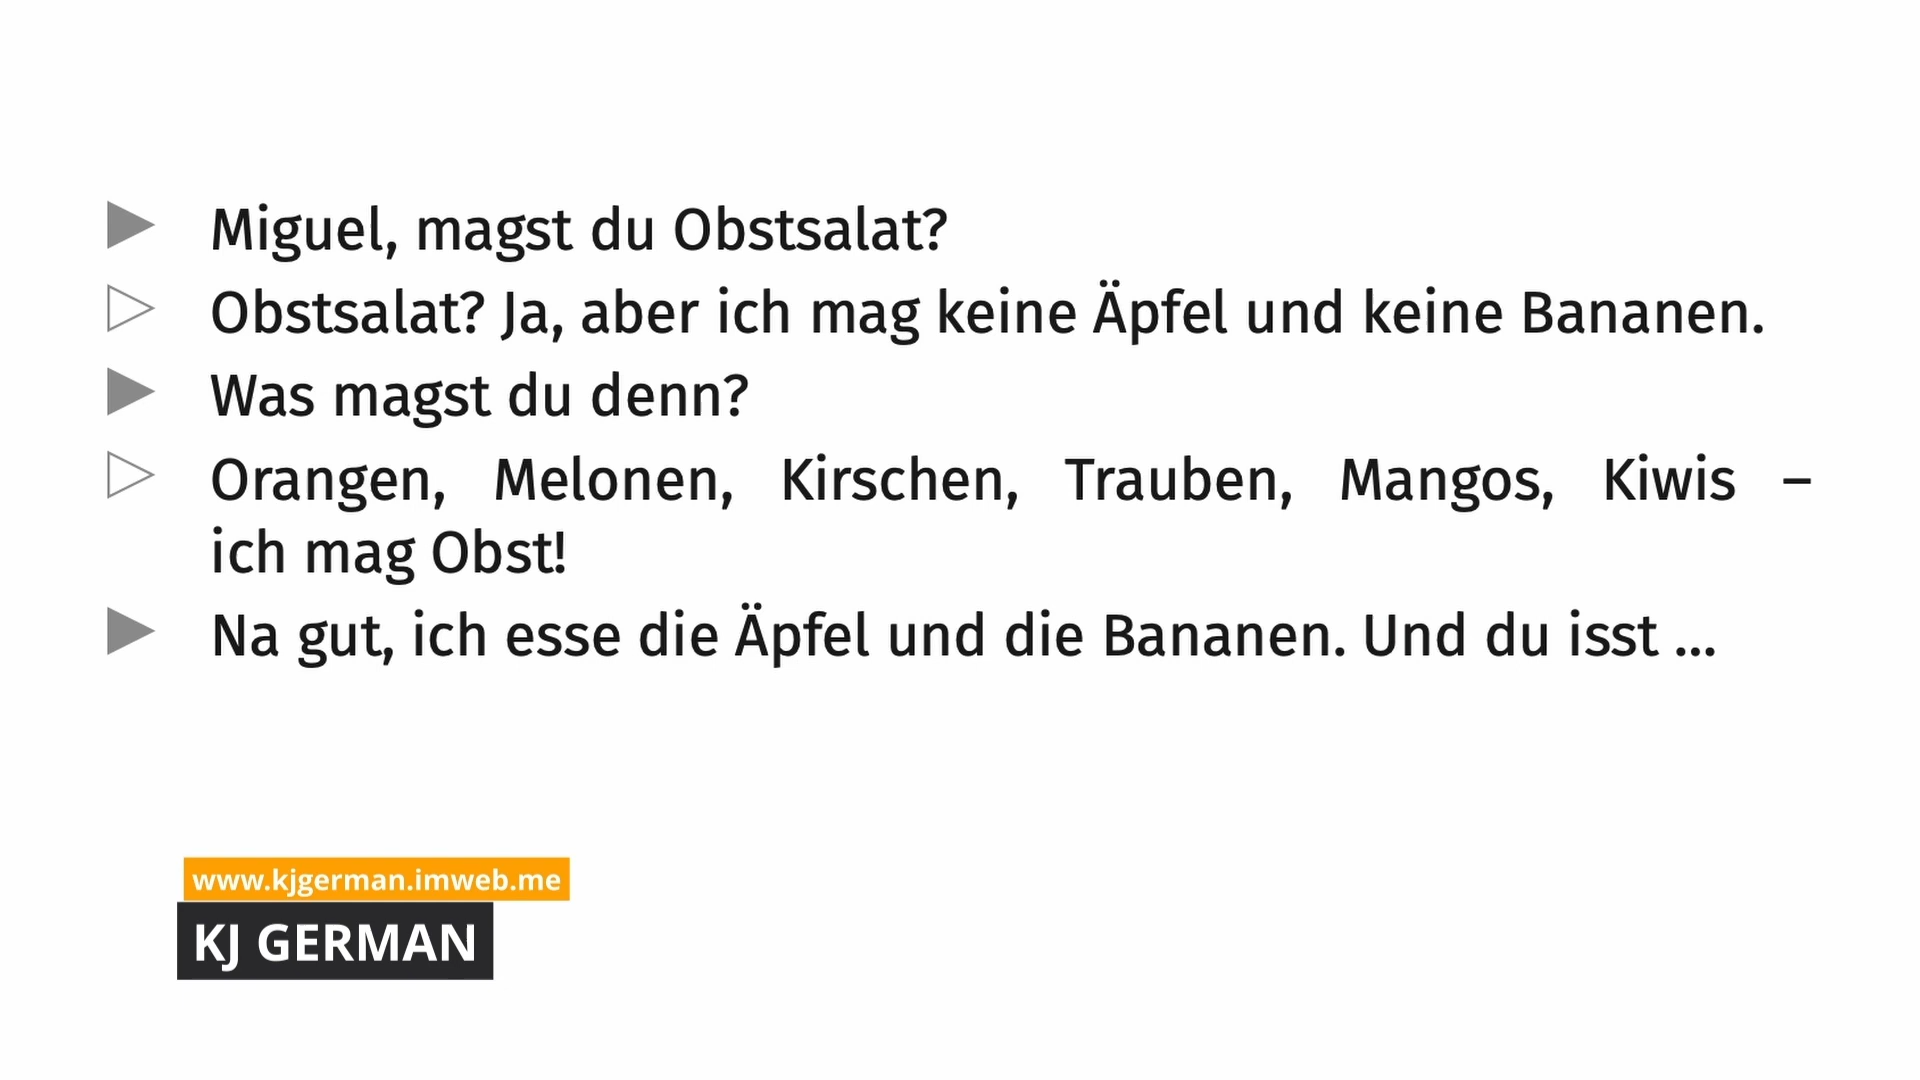 Miguel, magst du Obstsalat?
Obstsalat? Ja, aber ich mag keine Äpfel und keine Bananen.
Was magst du denn?
Orangen, Melonen, Kirschen, Trauben, Mangos, Kiwis –
ich mag Obst!
Na gut, ich esse die Äpfel und die Bananen. Und du isst ...
www.kjgerman.imweb.me
KJ GERMAN